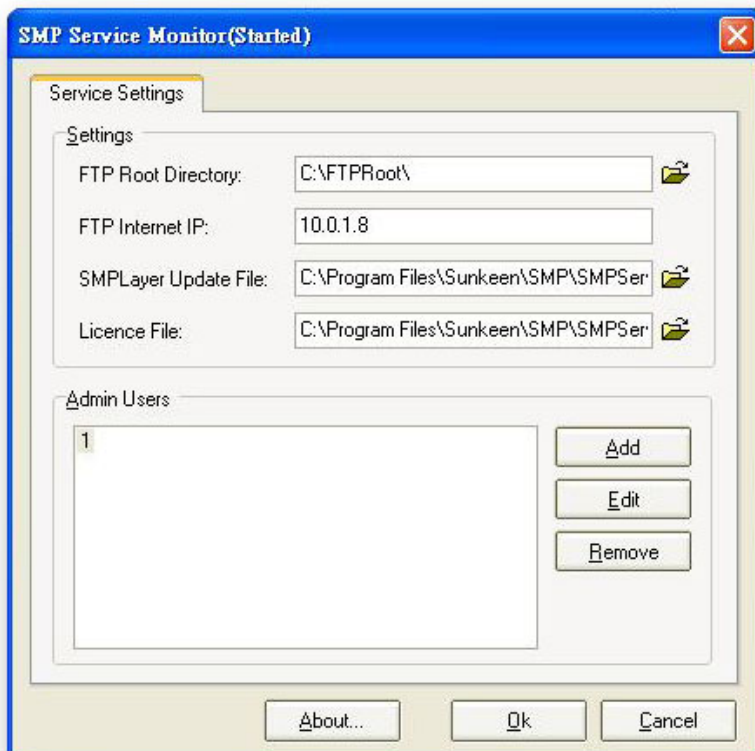 SMP Service Monitor(Started)
Service Settings
Settings
FTP Root Directory: C:\FTPRoot\
FTP Internet IP: 10.0.1.8
SMPLayer Update File: C:\Program Files\Sunkeen\SMP\SMPSer
Licence File: C:\Program Files\Sunkeen\SMP\SMPSer
Admin Users
1
Add
Edit
Remove
About... Ok Cancel